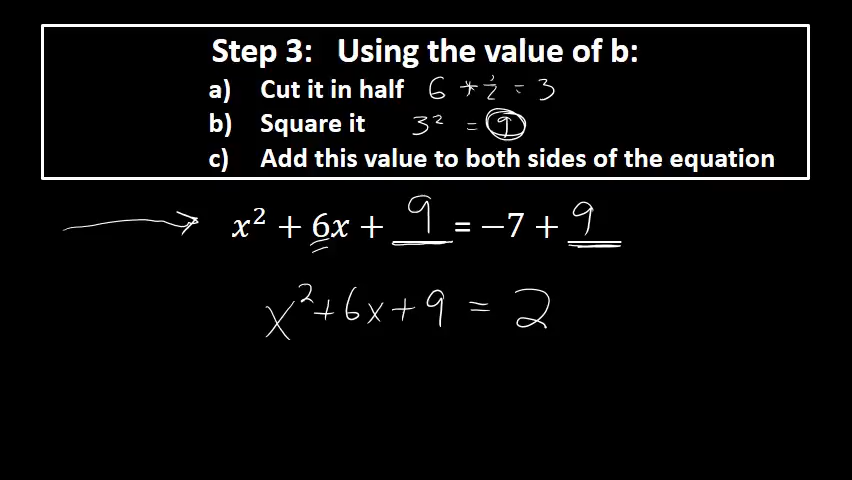 Step 3: Using the value of b:
a) Cut it in half 6 * ½ = 3
b) Square it 3² = 9
c) Add this value to both sides of the equation
x² + 6x + 9 = −7 + 9
x² + 6x + 9 = 2